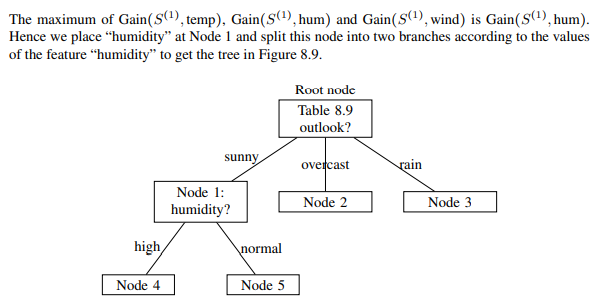 The maximum of Gain(S⁽¹⁾, temp), Gain(S⁽¹⁾, hum) and Gain(S⁽¹⁾, wind) is Gain(S⁽¹⁾, hum).
Hence we place “humidity” at Node 1 and split this node into two branches according to the values
of the feature “humidity” to get the tree in Figure 8.9.
Root node
Table 8.9
outlook?
sunny
overcast
rain
Node 1:
humidity?
Node 2
Node 3
high
normal
Node 4
Node 5